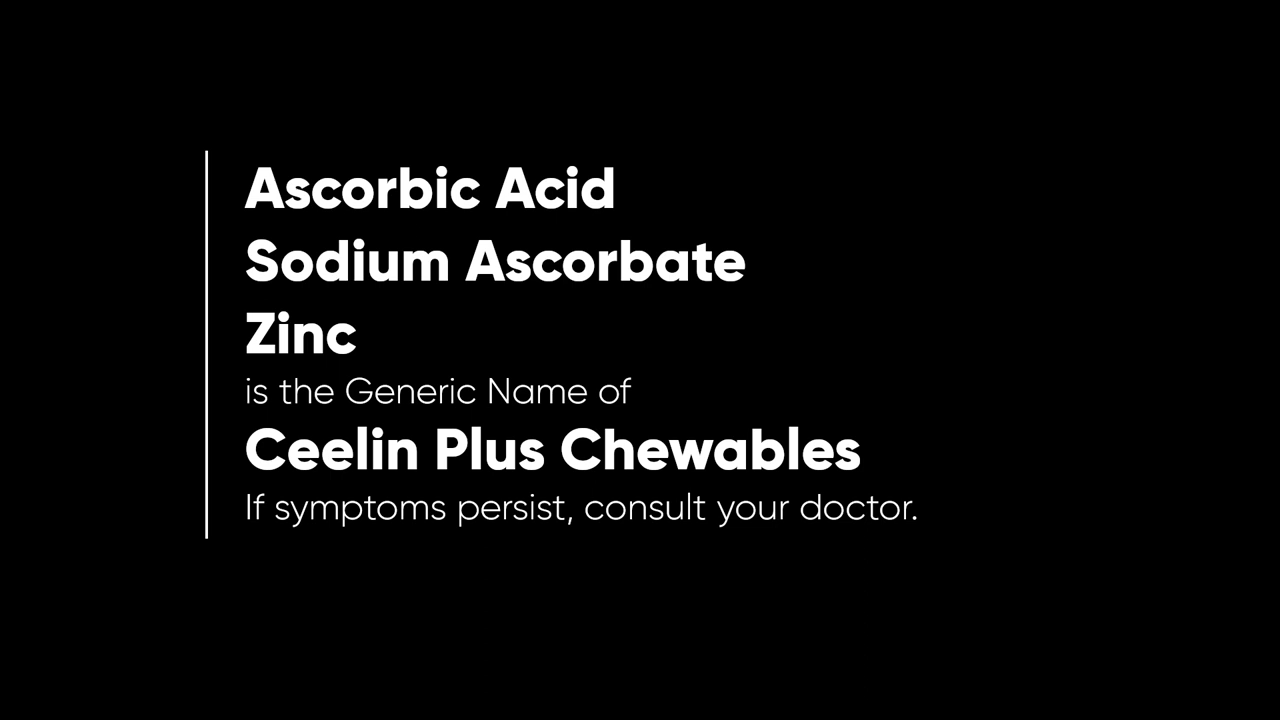 Ascorbic Acid
Sodium Ascorbate
Zinc
is the Generic Name of
Ceelin Plus Chewables
If symptoms persist, consult your doctor.